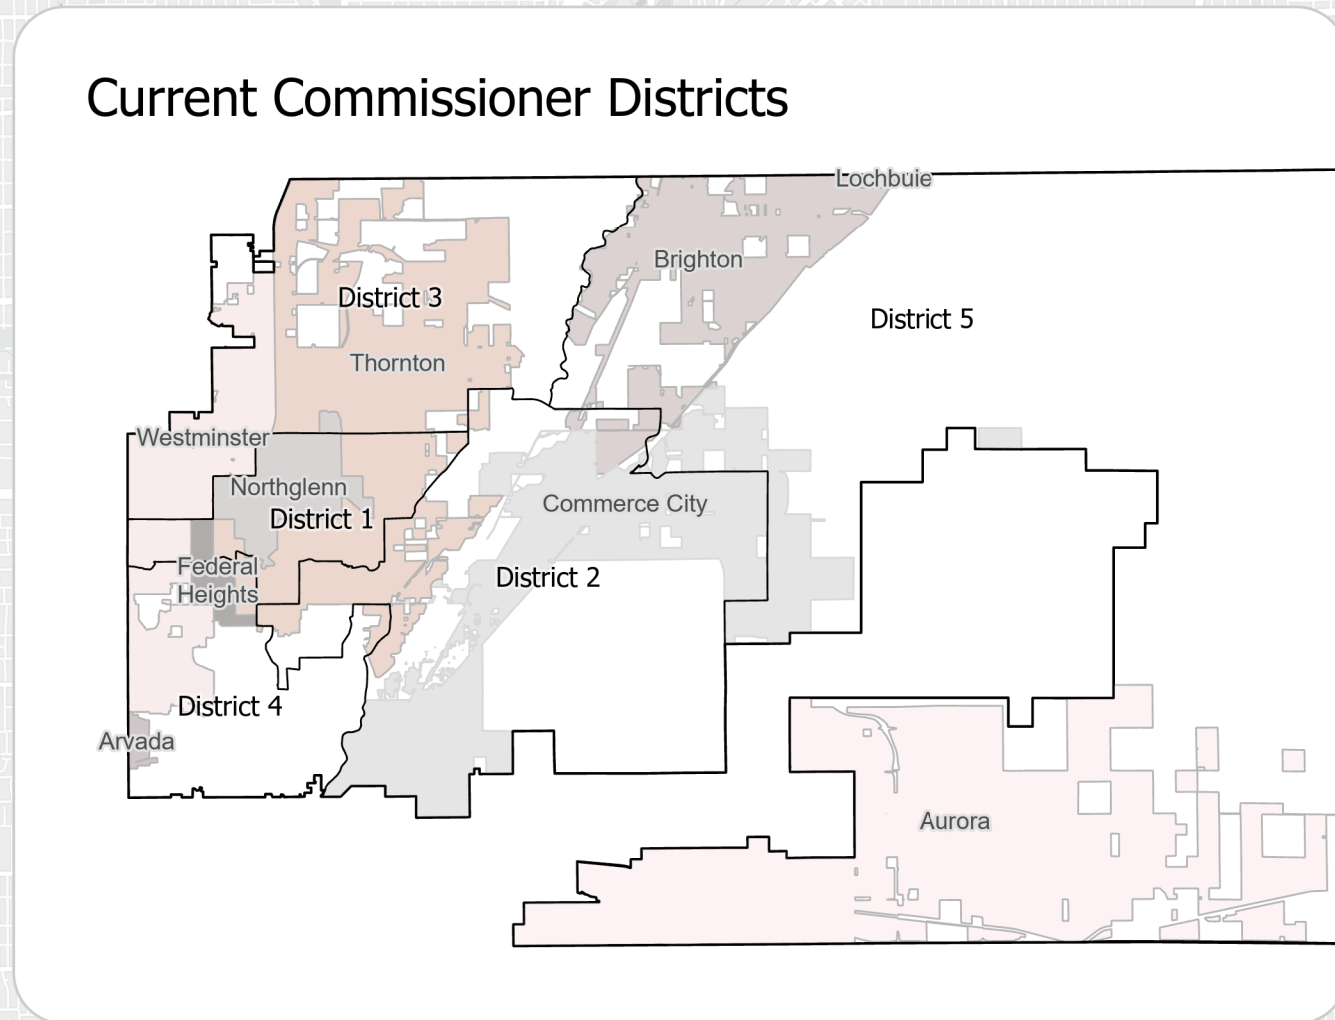 Current Commissioner Districts
Lochbuie
Brighton
District 3
District 5
Thornton
Westminster
Northglenn
Commerce City
District 1
Federal
Heights
District 2
District 4
Arvada
Aurora